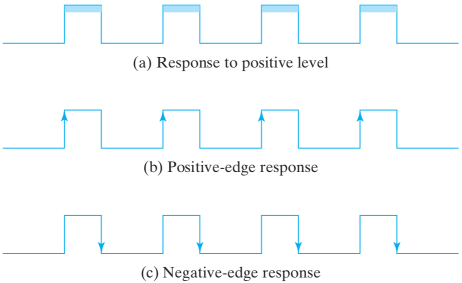 (a) Response to positive level
(b) Positive-edge response
(c) Negative-edge response